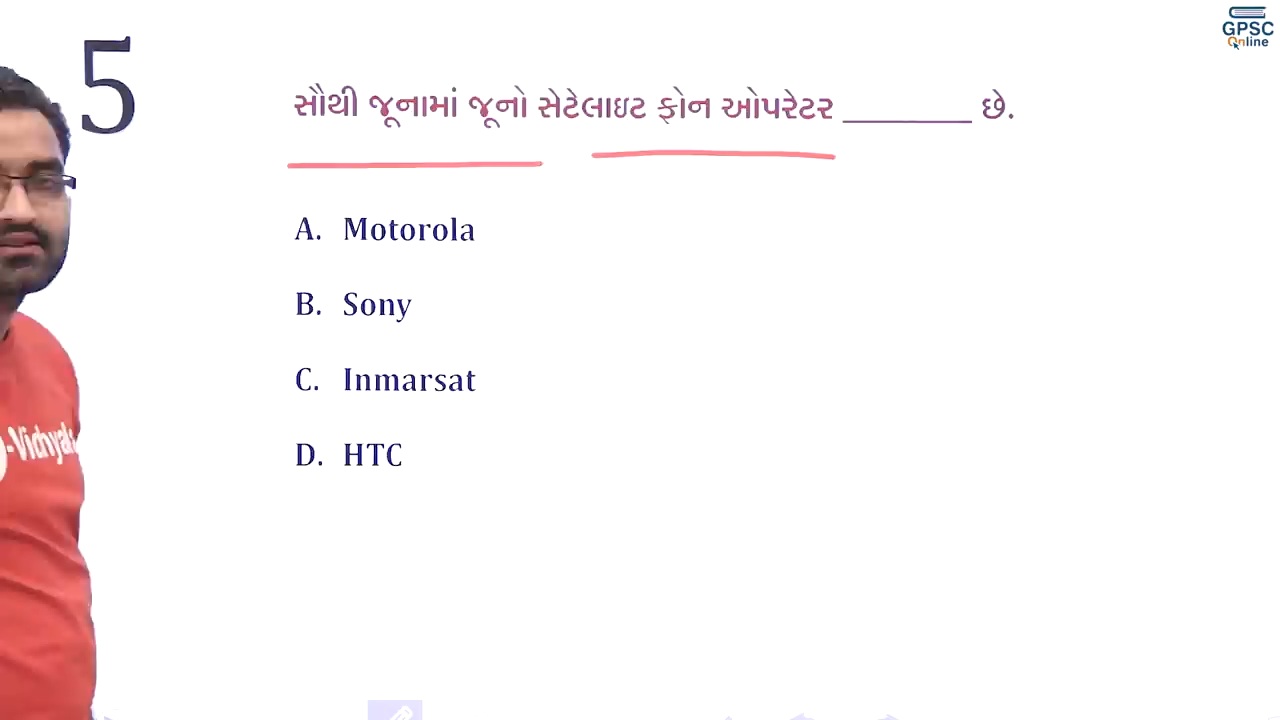 GPSC
Online
5
સૌથી જૂનામાં જૂનો સેટેલાઇટ ફોન ઓપરેટર ________ છે.
A. Motorola
B. Sony
C. Inmarsat
D. HTC